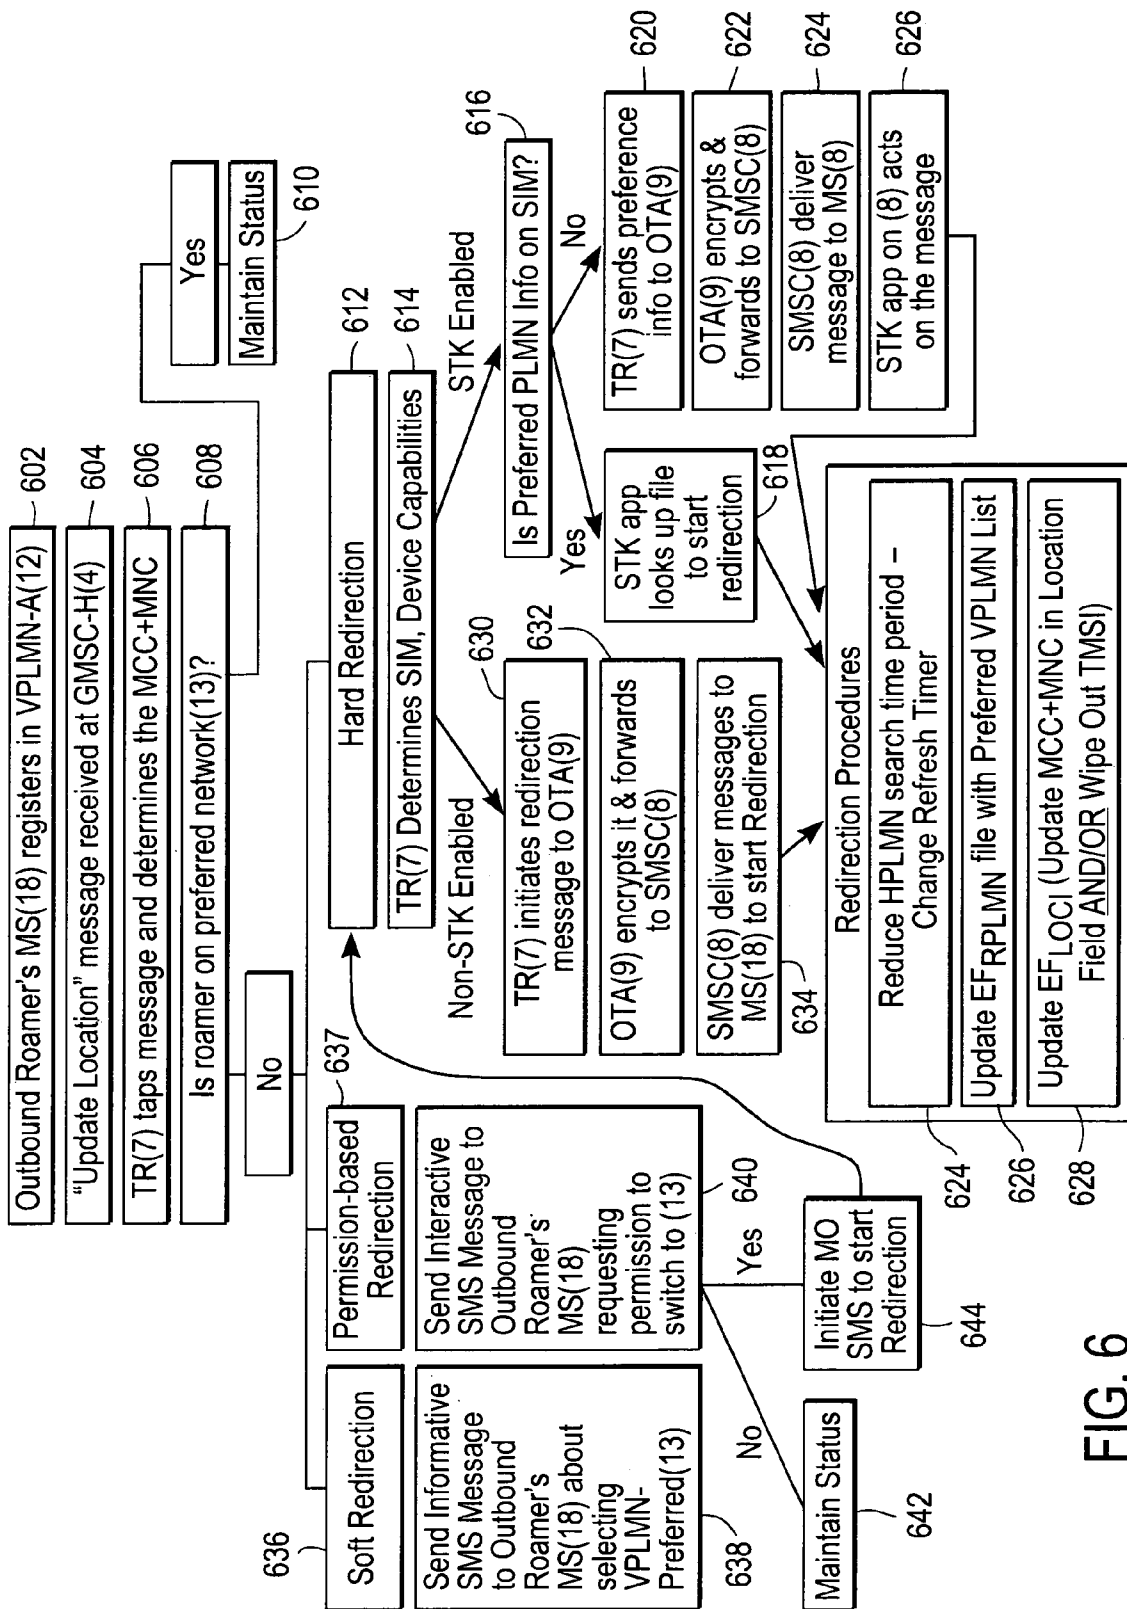 Outbound Roamer's MS(18) registers in VPLMN-A(12)
602
"Update Location" message received at GMSC-H(4)
604
TR(7) taps message and determines the MCC+MNC
606
Is roamer on preferred network(13)?
608
Yes
Maintain Status
610
No
636
Soft Redirection
Send Informative
SMS Message
to Outbound
Roamer's
MS(18) about
selecting
VPLMN-
Preferred(13)
638
637
Permission-based
Redirection
Send Interactive
SMS Message to
Outbound
Roamer's
MS(18)
requesting
permission to
switch to (13)
640
No
Yes
Maintain Status
642
Initiate MO
SMS to start
Redirection
644
Hard Redirection
612
TR(7) Determines SIM, Device Capabilities
614
Non-STK Enabled
STK Enabled
630
TR(7) initiates redirection
message to OTA(9)
632
OTA(9) encrypts it & forwards
to SMSC(8)
SMSC(8) deliver messages to
MS(18) to start Redirection
634
616
Is Preferred PLMN Info on SIM?
Yes
No
STK app
looks up file
to start
redirection
618
TR(7) sends preference
info to OTA(9)
620
OTA(9) encrypts &
forwards to SMSC(8)
622
SMSC(8) deliver
message to MS(8)
624
STK app on (8) acts
on the message
626
Redirection Procedures
Reduce HPLMN search time period –
Change Refresh Timer
624
Update EFRPLMN file with Preferred VPLMN List
626
Update EFLOCI (Update MCC+MNC in Location
Field AND/OR Wipe Out TMSI)
628
FIG. 6